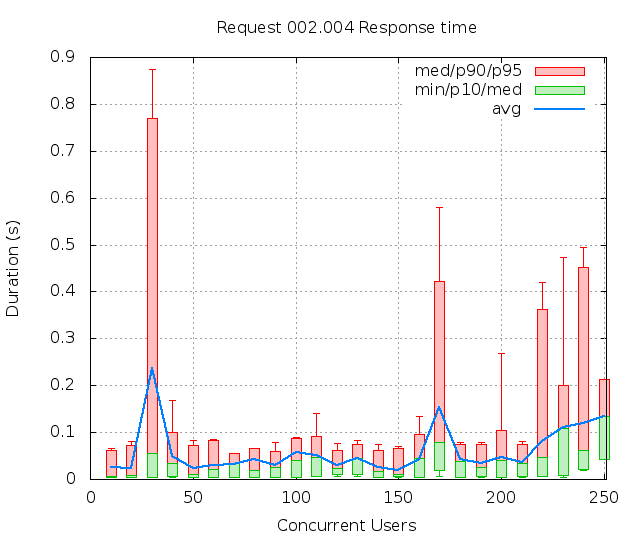 Request 002.004 Response time
med/p90/p95
min/p10/med
avg
Duration (s)
0.9
0.8
0.7
0.6
0.5
0.4
0.3
0.2
0.1
0
0 50 100 150 200 250
Concurrent Users